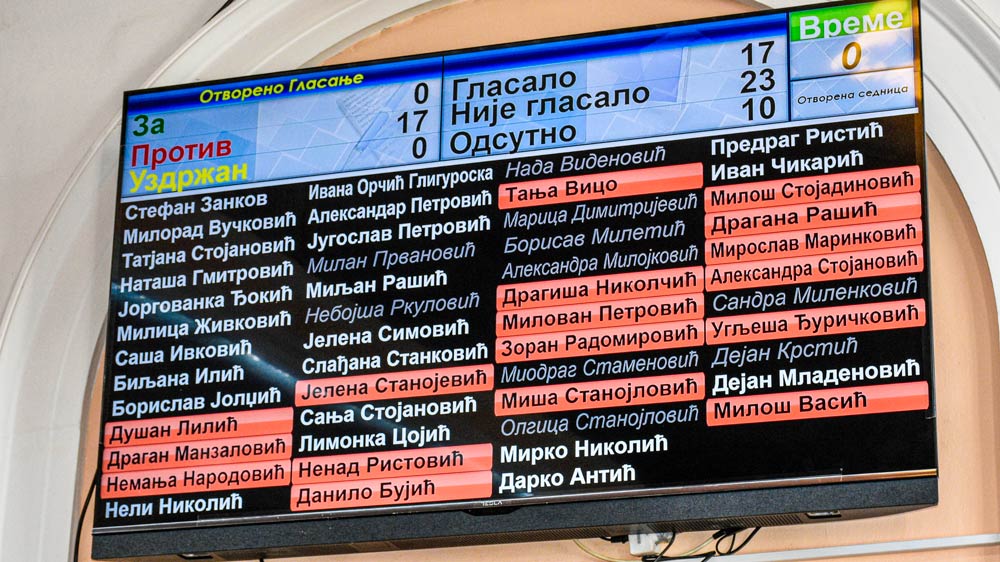 Отворено Гласање
За 0
Против 17
Уздржан 0
Гласало 17
Није гласало 23
Одсутно 10
Време
0
Отворена седница
Стефан Занков
Милорад Вучковић
Татјана Стојановић
Наташа Гмитровић
Јоргованка Ђокић
Милица Живковић
Саша Ивковић
Биљана Илић
Борислав Јолџић
Душан Лилић
Драган Манзаловић
Немања Народовић
Нели Николић
Ивана Орчић Глигуроска
Александар Петровић
Југослав Петровић
Милан Првановић
Миљан Рашић
Небојша Ркуловић
Јелена Симовић
Слађана Станковић
Јелена Станојевић
Сања Стојановић
Лимонка Цојић
Ненад Ристовић
Данило Бујић
Нада Виденовић
Тања Вицо
Марица Димитријевић
Борисав Милетић
Александра Милојковић
Драгиша Николчић
Милован Петровић
Зоран Радомировић
Миодраг Стаменовић
Миша Станојловић
Олгица Станојловић
Мирко Николић
Дарко Антић
Предраг Ристић
Иван Чикарић
Милош Стојадиновић
Драгана Рашић
Мирослав Маринковић
Александра Стојановић
Сандра Миленковић
Угљеша Ђуричковић
Дејан Крстић
Дејан Младеновић
Милош Васић
TESLA